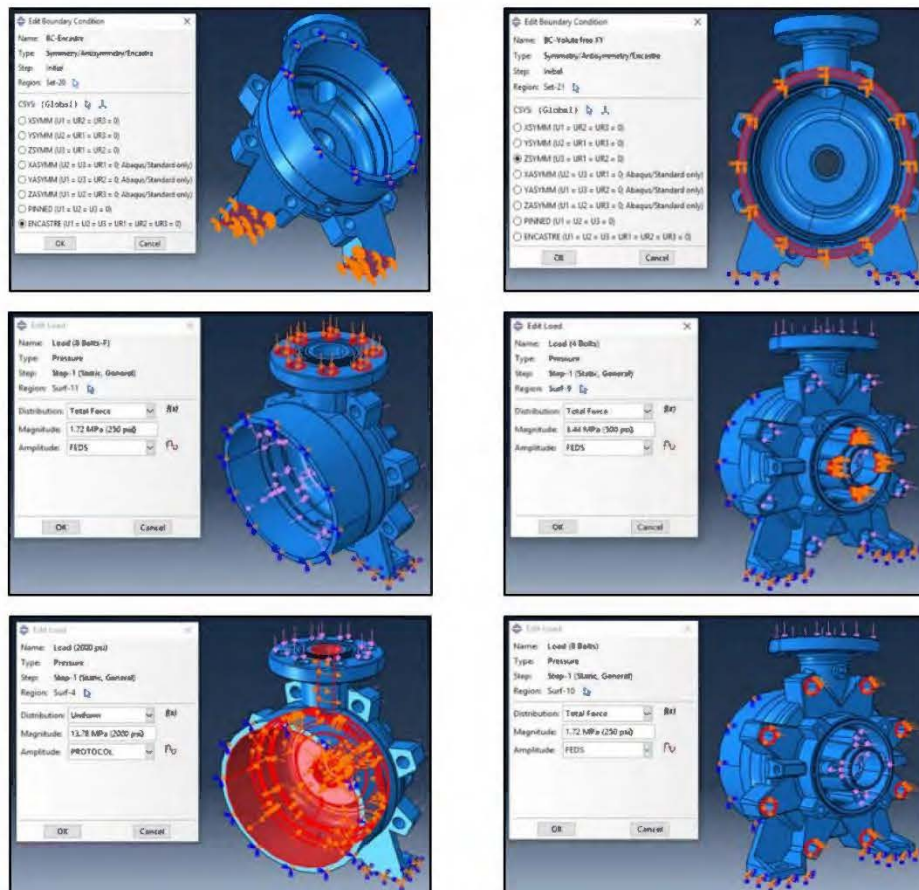 Edit Boundary Condition
Name: BC-Encastre
Type: Symmetry/Antisymmetry/Encastre
Step: Initial
Region: Set-20
CSYS: (Global)
XSYMM (U1 = UR2 = UR3 = 0)
YSYMM (U2 = UR1 = UR3 = 0)
ZSYMM (U3 = UR1 = UR2 = 0)
XASYMM (U2 = U3 = UR1 = 0; Abaqus/Standard only)
YASYMM (U1 = U3 = UR2 = 0; Abaqus/Standard only)
ZASYMM (U1 = U2 = UR3 = 0; Abaqus/Standard only)
PINNED (U1 = U2 = U3 = 0)
ENCASTRE (U1 = U2 = U3 = UR1 = UR2 = UR3 = 0)
OK Cancel
Edit Boundary Condition
Name: BC-Volute free XY
Type: Symmetry/Antisymmetry/Encastre
Step: Initial
Region: Set-21
CSYS: (Global)
XSYMM (U1 = UR2 = UR3 = 0)
YSYMM (U2 = UR1 = UR3 = 0)
ZSYMM (U3 = UR1 = UR2 = 0)
XASYMM (U2 = U3 = UR1 = 0; Abaqus/Standard only)
YASYMM (U1 = U3 = UR2 = 0; Abaqus/Standard only)
ZASYMM (U1 = U2 = UR3 = 0; Abaqus/Standard only)
PINNED (U1 = U2 = U3 = 0)
ENCASTRE (U1 = U2 = U3 = UR1 = UR2 = UR3 = 0)
OK Cancel
Edit Load
Name: Load (8 Bolts-F)
Type: Pressure
Step: Step-1 (Static, General)
Region: Surf-11
Distribution: Total Force f(x)
Magnitude: 1.72 MPa (250 psi)
Amplitude: FEDS
OK Cancel
Edit Load
Name: Load (4 Bolts)
Type: Pressure
Step: Step-1 (Static, General)
Region: Surf-9
Distribution: Total Force f(x)
Magnitude: 3.44 MPa (500 psi)
Amplitude: FEDS
OK Cancel
Edit Load
Name: Load (2000 psi)
Type: Pressure
Step: Step-1 (Static, General)
Region: Surf-4
Distribution: Uniform f(x)
Magnitude: 13.78 MPa (2000 psi)
Amplitude: PROTOCOL
OK Cancel
Edit Load
Name: Load (8 Bolts)
Type: Pressure
Step: Step-1 (Static, General)
Region: Surf-10
Distribution: Total Force f(x)
Magnitude: 1.72 MPa (250 psi)
Amplitude: FEDS
OK Cancel